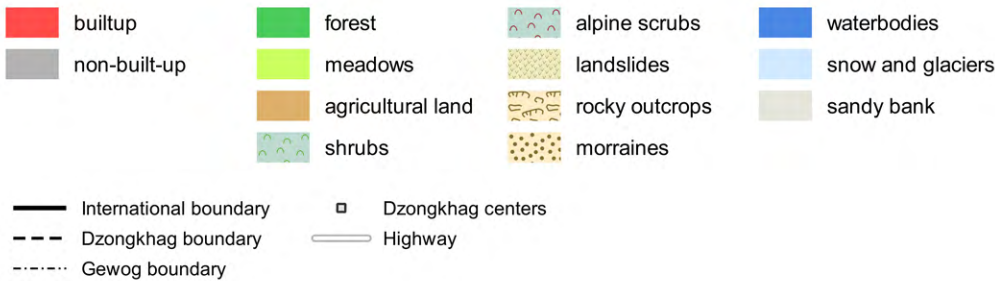 builtup
forest
alpine scrubs
waterbodies
non-built-up
meadows
landslides
snow and glaciers
agricultural land
rocky outcrops
sandy bank
shrubs
morraines
International boundary
Dzongkhag centers
Dzongkhag boundary
Highway
Gewog boundary